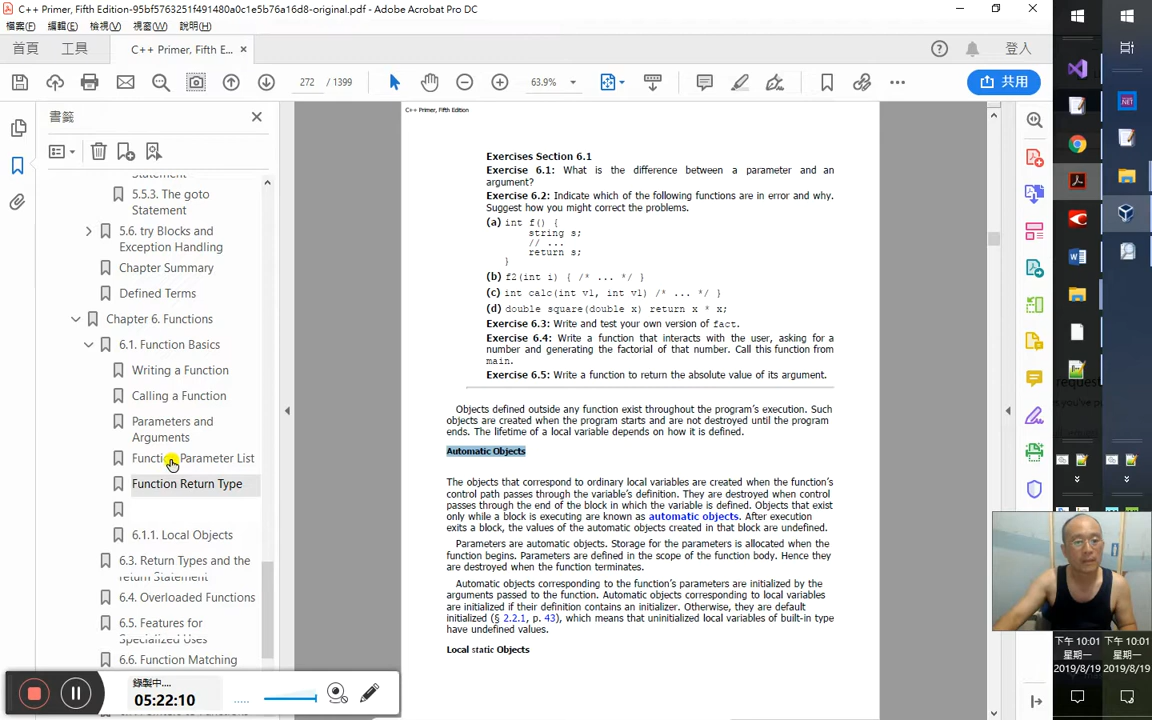 C++ Primer, Fifth Edition-95bf5763251f491480a0c1e5b76a16d8-original.pdf - Adobe Acrobat Pro DC
檔案(F) 編輯(E) 檢視(V) 視窗(W) 說明(H)
首頁 工具 C++ Primer, Fifth E... × 登入
272 / 1399 63.9% 共用
書籤
Statement
5.5.3. The goto
Statement
5.6. try Blocks and
Exception Handling
Chapter Summary
Defined Terms
Chapter 6. Functions
6.1. Function Basics
Writing a Function
Calling a Function
Parameters and
Arguments
Parameter List
Function Return Type
6.1.1. Local Objects
6.3. Return Types and the
return Statement
6.4. Overloaded Functions
6.5. Features for
Specialized Uses
6.6. Function Matching
C++ Primer, Fifth Edition
Exercises Section 6.1
Exercise 6.1: What is the difference between a parameter and an
argument?
Exercise 6.2: Indicate which of the following functions are in error and why.
Suggest how you might correct the problems.
(a) int f() {
string s;
// ...
return s;
}
(b) f2(int i) { /* ... */ }
(c) int calc(int v1, int v1) /* ... */ }
(d) double square(double x) return x * x;
Exercise 6.3: Write and test your own version of fact.
Exercise 6.4: Write a function that interacts with the user, asking for a
number and generating the factorial of that number. Call this function from
main.
Exercise 6.5: Write a function to return the absolute value of its argument.
Objects defined outside any function exist throughout the program's execution. Such
objects are created when the program starts and are not destroyed until the program
ends. The lifetime of a local variable depends on how it is defined.
Automatic Objects
The objects that correspond to ordinary local variables are created when the function's
control path passes through the variable's definition. They are destroyed when control
passes through the end of the block in which the variable is defined. Objects that exist
only while a block is executing are known as automatic objects. After execution
exits a block, the values of the automatic objects created in that block are undefined.
Parameters are automatic objects. Storage for the parameters is allocated when the
function begins. Parameters are defined in the scope of the function body. Hence they
are destroyed when the function terminates.
Automatic objects corresponding to the function's parameters are initialized by the
arguments passed to the function. Automatic objects corresponding to local variables
are initialized if their definition contains an initializer. Otherwise, they are default
initialized (§ 2.2.1, p. 43), which means that uninitialized local variables of built-in type
have undefined values.
Local static Objects
錄製中...
05:22:10
下午 10:01 下午 10:01
星期一 星期一
2019/8/19 2019/8/19